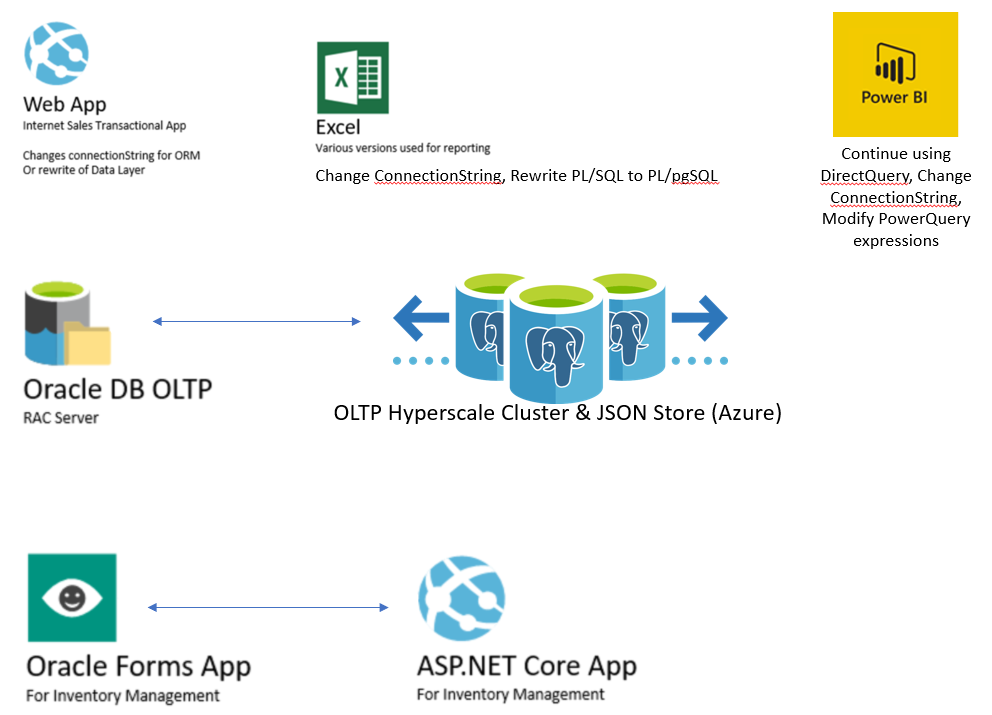 Web App
Internet Sales Transactional App
Changes connectionString for ORM
Or rewrite of Data Layer
X
Excel
Various versions used for reporting
Change ConnectionString, Rewrite PL/SQL to PL/pgSQL
Power BI
Continue using
DirectQuery, Change
ConnectionString,
Modify PowerQuery
expressions
Oracle DB OLTP
RAC Server
OLTP Hyperscale Cluster & JSON Store (Azure)
Oracle Forms App
For Inventory Management
ASP.NET Core App
For Inventory Management